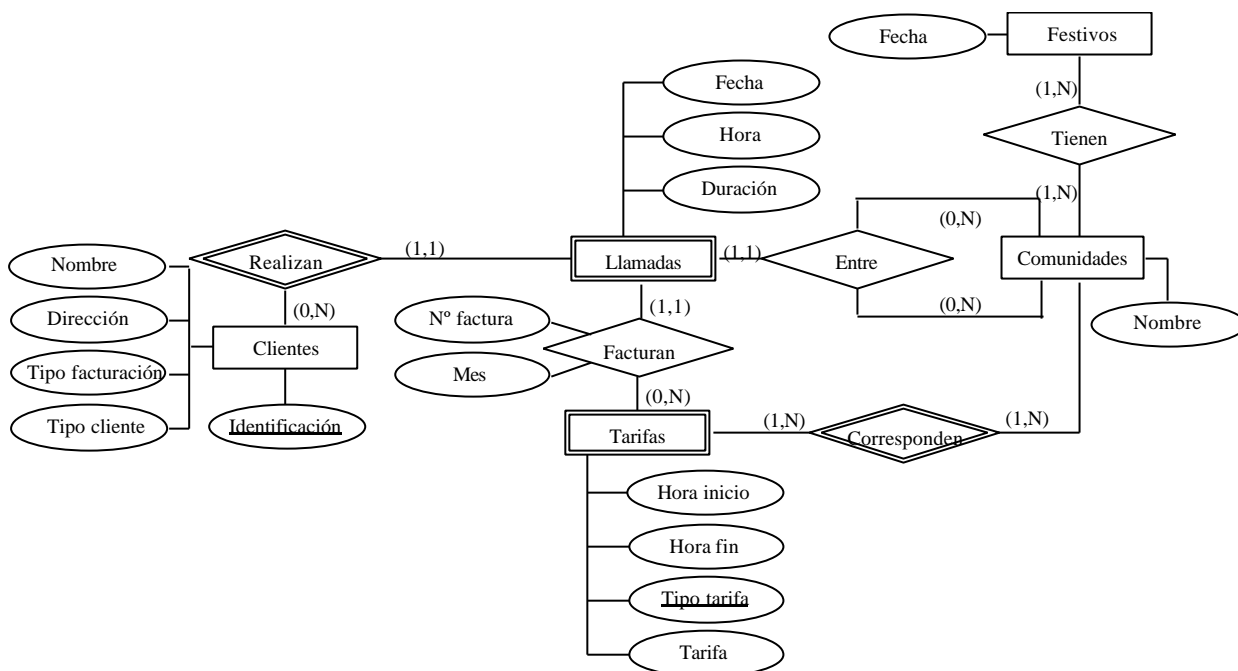 Fecha
Festivos
(1,N)
Tienen
(1,N)
Fecha
Hora
Duración
(0,N)
Realizan
(1,1)
Llamadas
(1,1)
Entre
Comunidades
(0,N)
Nombre
Nombre
Dirección
Tipo facturación
Tipo cliente
(0,N)
Clientes
Identificación
(1,1)
Nº factura
Mes
Facturan
(0,N)
Tarifas
(1,N)
Corresponden
(1,N)
Hora inicio
Hora fin
Tipo tarifa
Tarifa